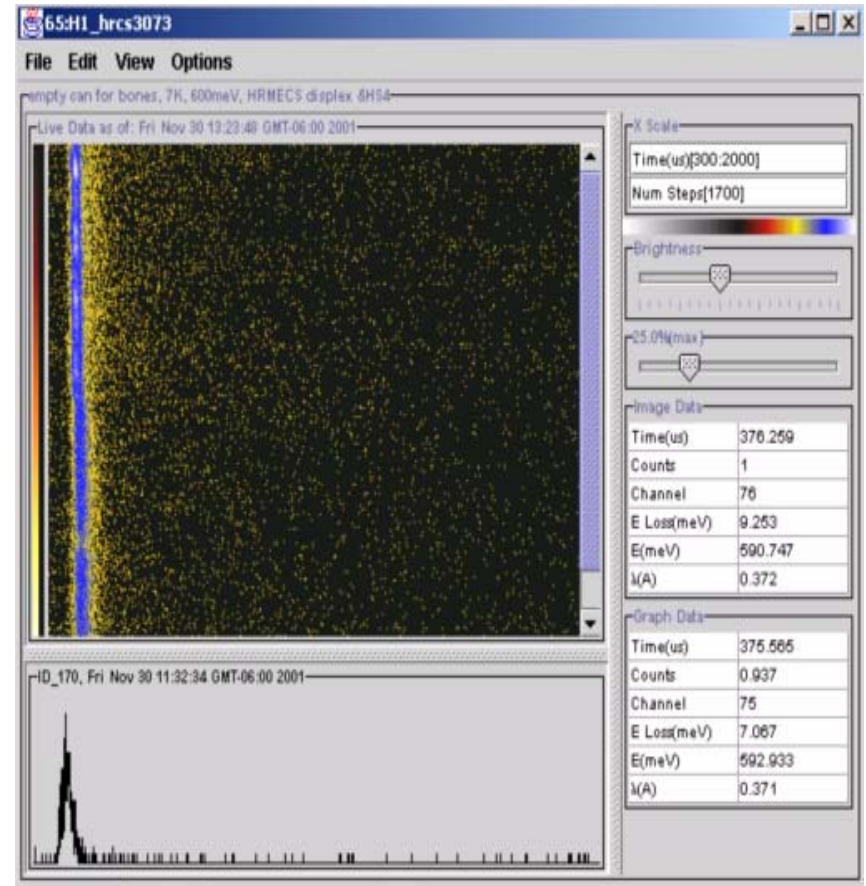 65:H1_hrcs3073
File Edit View Options
empty can for bones, 7K, 600meV, HRMECS displex &HS4
Live Data as of: Fri Nov 30 13:23:48 GMT-06:00 2001
X Scale
Time(us)[300:2000]
Num Steps[1700]
Brightness
25.0%(max)
Image Data
Time(us) 376.259
Counts 1
Channel 76
E Loss(meV) 9.253
E(meV) 590.747
λ(A) 0.372
Graph Data
Time(us) 375.565
Counts 0.937
Channel 75
E Loss(meV) 7.067
E(meV) 592.933
λ(A) 0.371
ID_170, Fri Nov 30 11:32:34 GMT-06:00 2001